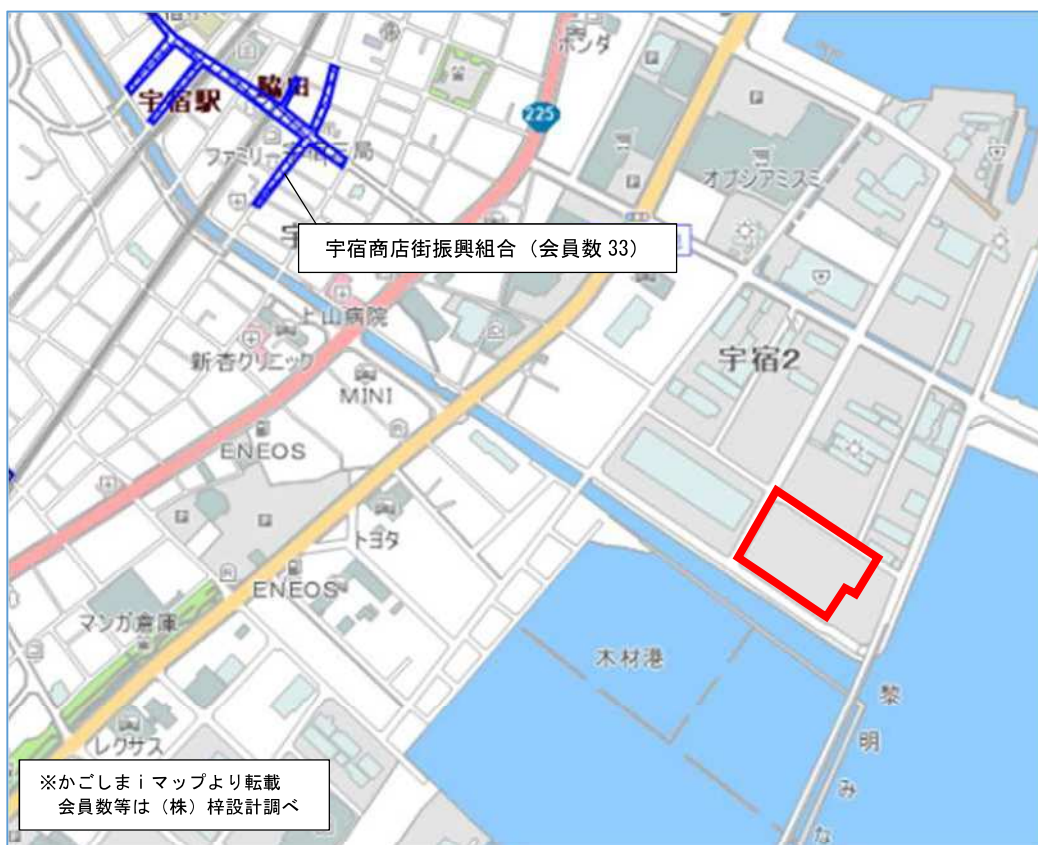 ホンダ
脇田
宇宿駅
225
ファミリー
オプシアミスミ
宇宿商店街振興組合（会員数 33）
上山病院
新杏クリニック
宇宿2
MINI
ENEOS
トヨタ
ENEOS
マンガ倉庫
木材港
黎明みな
レクサス
※かごしまｉマップより転載
会員数等は（株）梓設計調べ